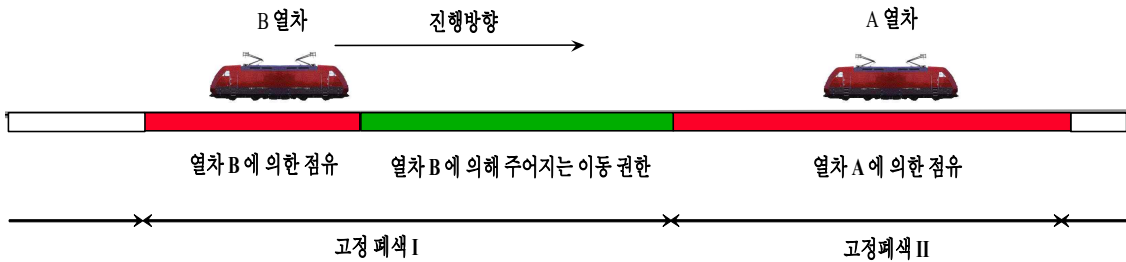 B 열차
진행방향
A 열차
열차 B 에 의한 점유
열차 B 에 의해 주어지는 이동 권한
열차 A 에 의한 점유
고정 폐색 I
고정폐색 II